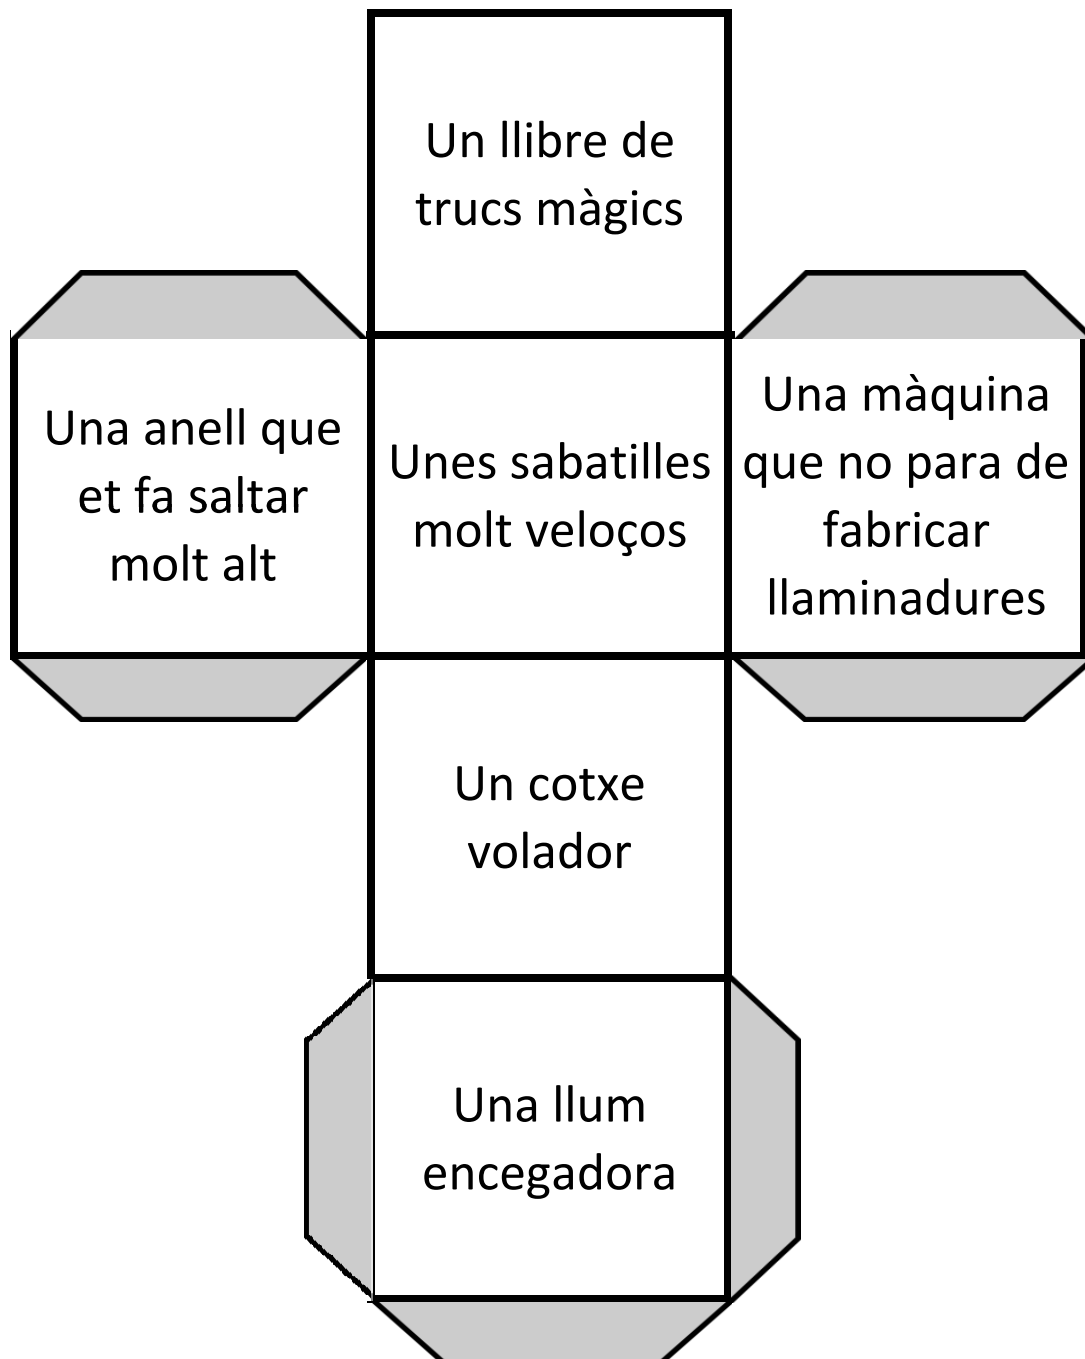 Un llibre de
trucs màgics
Una anell que
et fa saltar
molt alt
Unes sabatilles
molt veloços
Una màquina
que no para de
fabricar
llaminadures
Un cotxe
volador
Una llum
encegadora